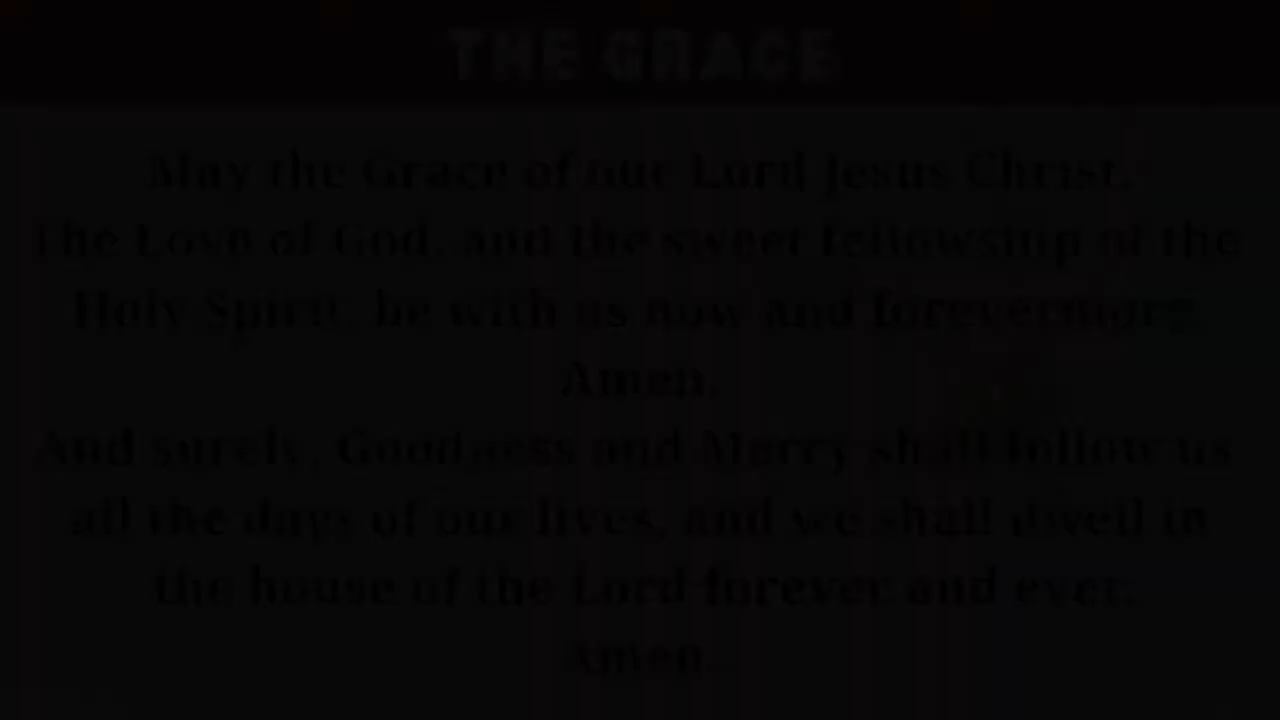 THE GRACE
May the Grace of our Lord Jesus Christ,
The Love of God, and the sweet fellowship of the
Holy Spirit, be with us now and forevermore.
Amen.
And surely, Goodness and Mercy shall follow us
all the days of our lives, and we shall dwell in
the house of the Lord forever and ever.
Amen.